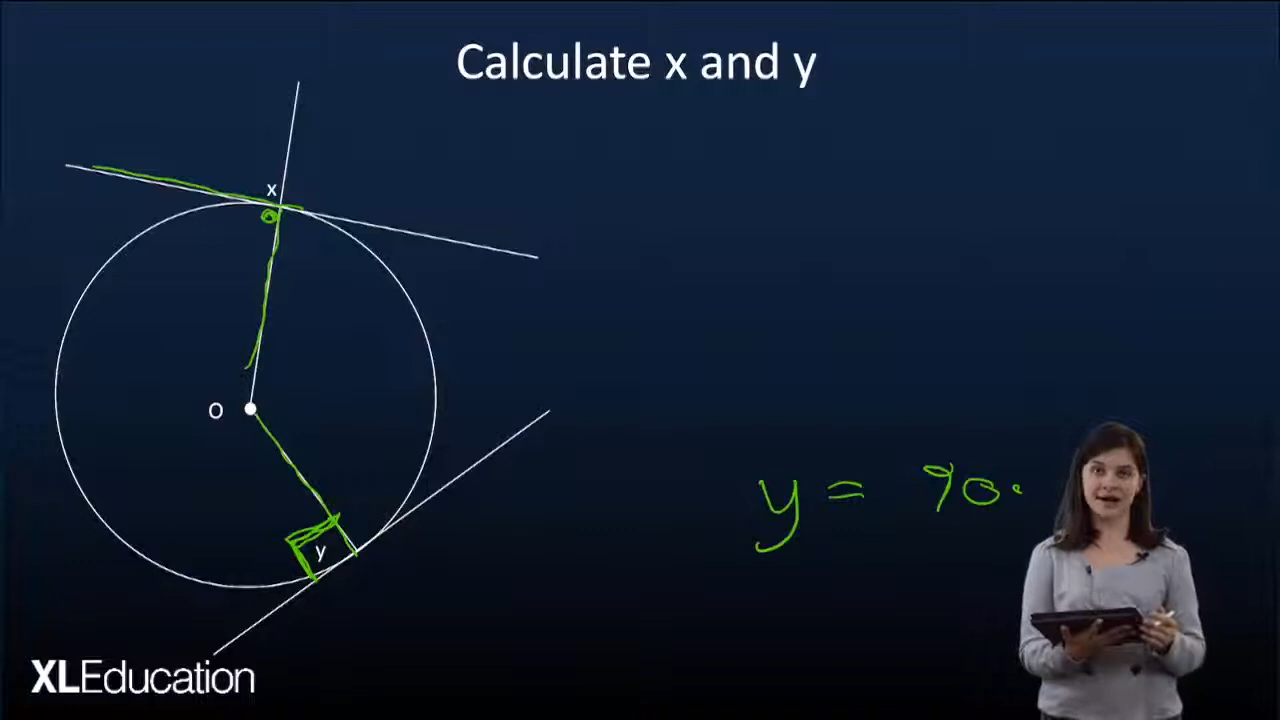 Calculate x and y
x
O
y
y = 90°
XLEducation